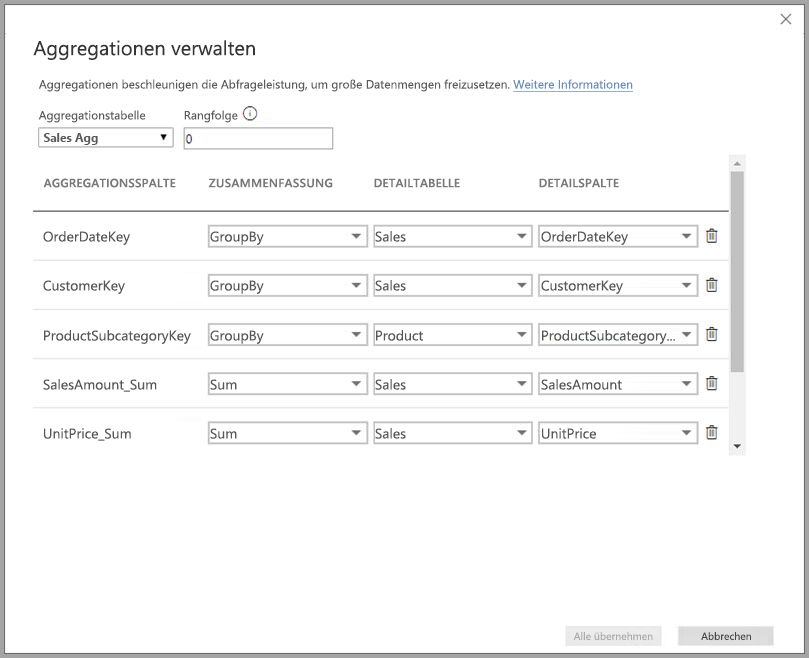 Aggregationen verwalten
Aggregationen beschleunigen die Abfrageleistung, um große Datenmengen freizusetzen. Weitere Informationen
Aggregationstabelle Rangfolge
Sales Agg 0
AGGREGATIONSSPALTE ZUSAMMENFASSUNG DETAILTABELLE DETAILSPALTE
OrderDateKey GroupBy Sales OrderDateKey
CustomerKey GroupBy Sales CustomerKey
ProductSubcategoryKey GroupBy Product ProductSubcategory...
SalesAmount_Sum Sum Sales SalesAmount
UnitPrice_Sum Sum Sales UnitPrice
Alle übernehmen Abbrechen